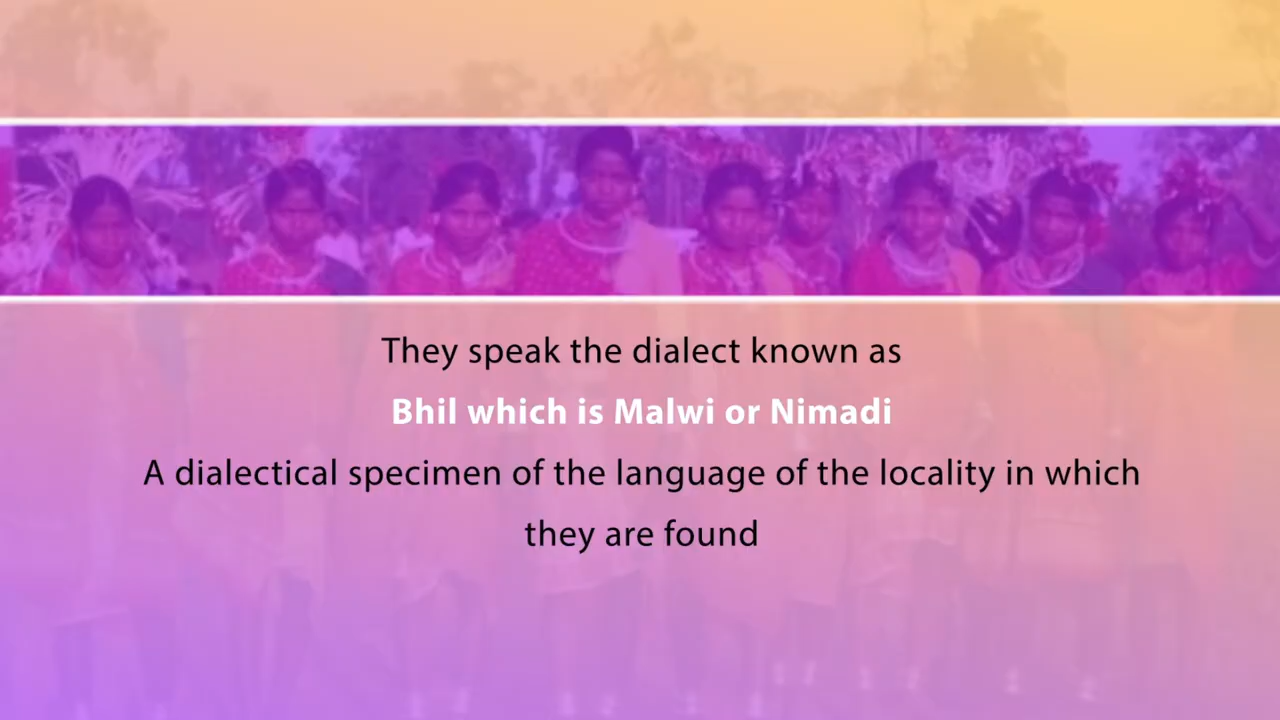 They speak the dialect known as
Bhil which is Malwi or Nimadi
A dialectical specimen of the language of the locality in which
they are found